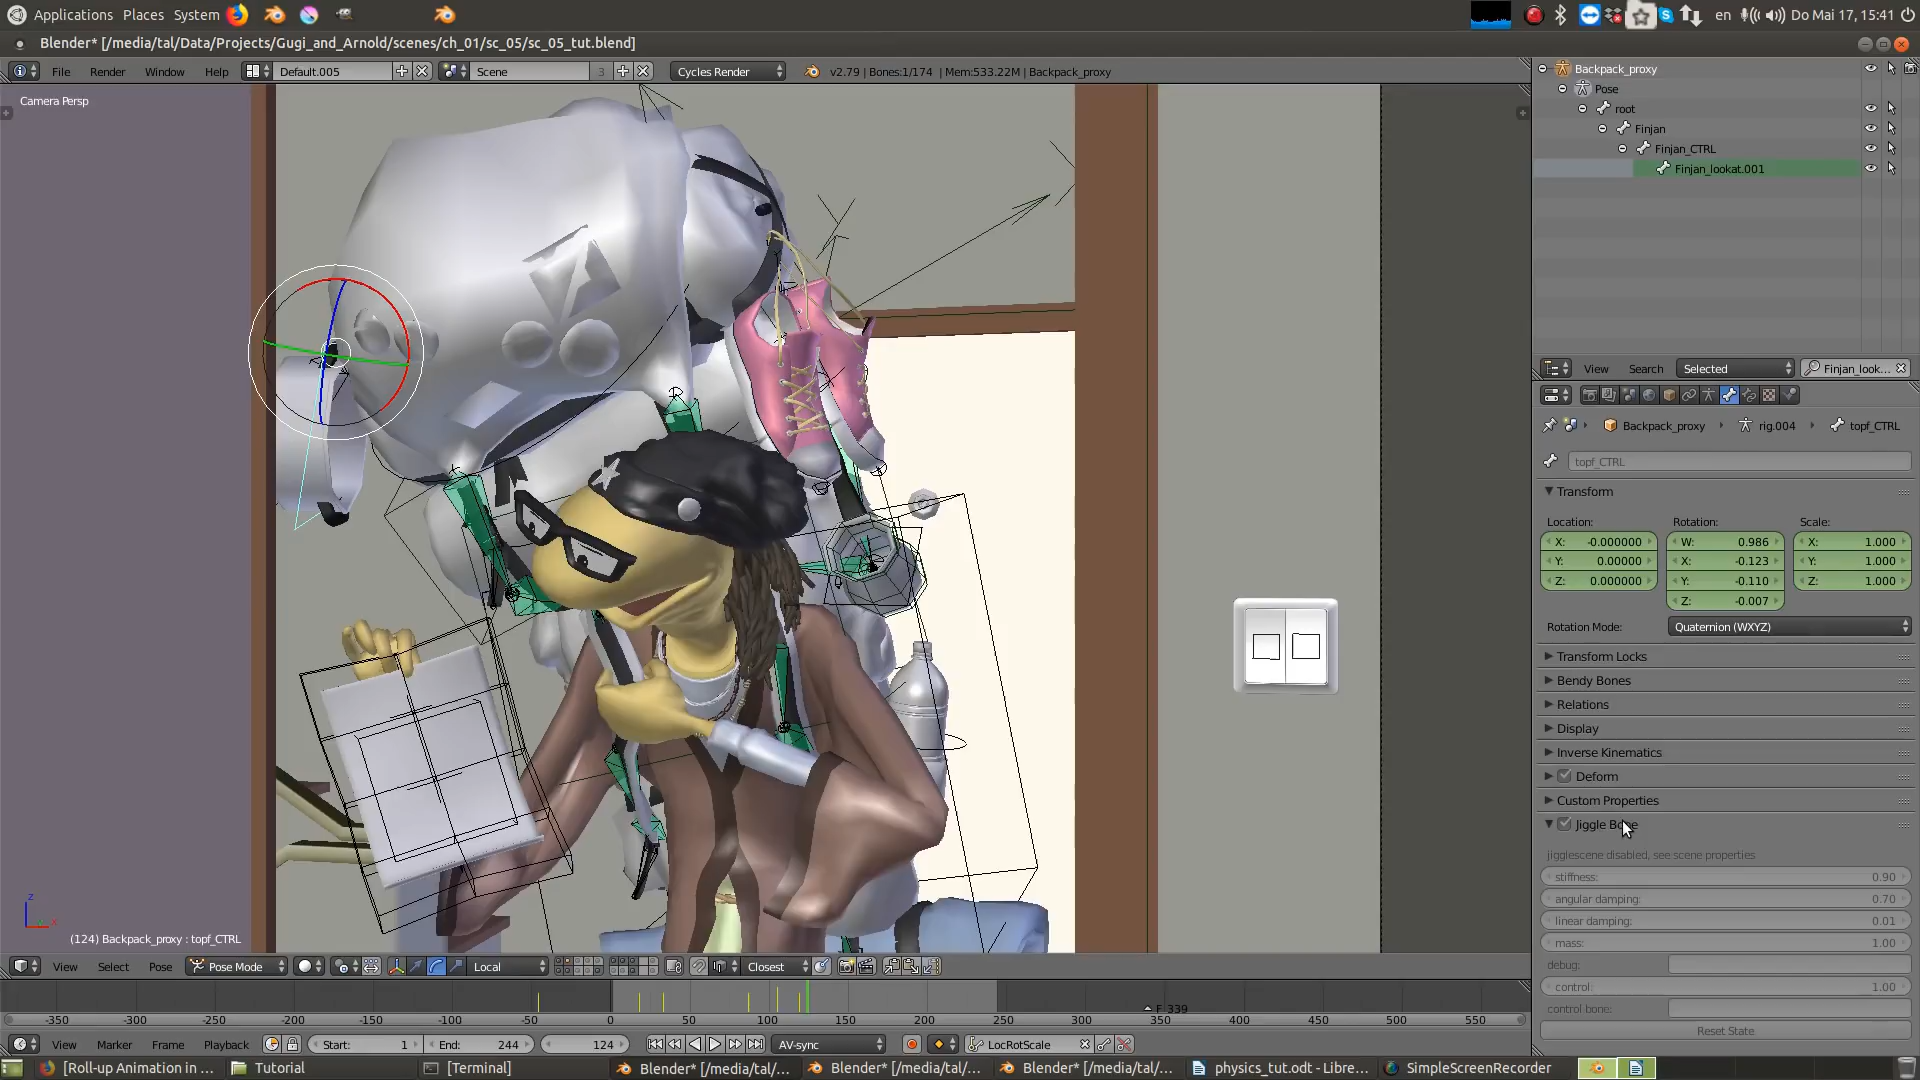 Applications Places System
en
Do Mai 17, 15:41
Blender* [/media/tal/Data/Projects/Gugi_and_Arnold/scenes/ch_01/sc_05/sc_05_tut.blend]
File Render Window Help Default.005 Scene 3 Cycles Render v2.79 | Bones:1/174 | Mem:533.22M | Backpack_proxy
Camera Persp
Backpack_proxy
Pose
root
Finjan
Finjan_CTRL
Finjan_lookat.001
View Search Selected Finjan_look...
Backpack_proxy rig.004 topf_CTRL
topf_CTRL
Transform
Location: Rotation: Scale:
X: -0.000000 W: 0.986 X: 1.000
Y: 0.00000 X: -0.123 Y: 1.000
Z: 0.000000 Y: -0.110 Z: 1.000
Z: -0.007
Rotation Mode: Quaternion (WXYZ)
Transform Locks
Bendy Bones
Relations
Display
Inverse Kinematics
Deform
Custom Properties
Jiggle Bone
jigglescene disabled, see scene properties
stiffness: 0.90
angular damping: 0.70
linear damping: 0.01
mass: 1.00
debug:
control: 1.00
control bone:
Reset State
z
x
(124) Backpack_proxy : topf_CTRL
View Select Pose Pose Mode Local Closest
F 339
-350 -300 -250 -200 -150 -100 -50 0 50 100 150 200 250 300 350 400 450 500 550
View Marker Frame Playback Start: 1 End: 244 124 AV-sync LocRotScale
[Roll-up Animation in ... Tutorial [Terminal] Blender* [/media/tal/... Blender* [/media/tal/... Blender* [/media/tal/... physics_tut.odt - Libre... SimpleScreenRecorder